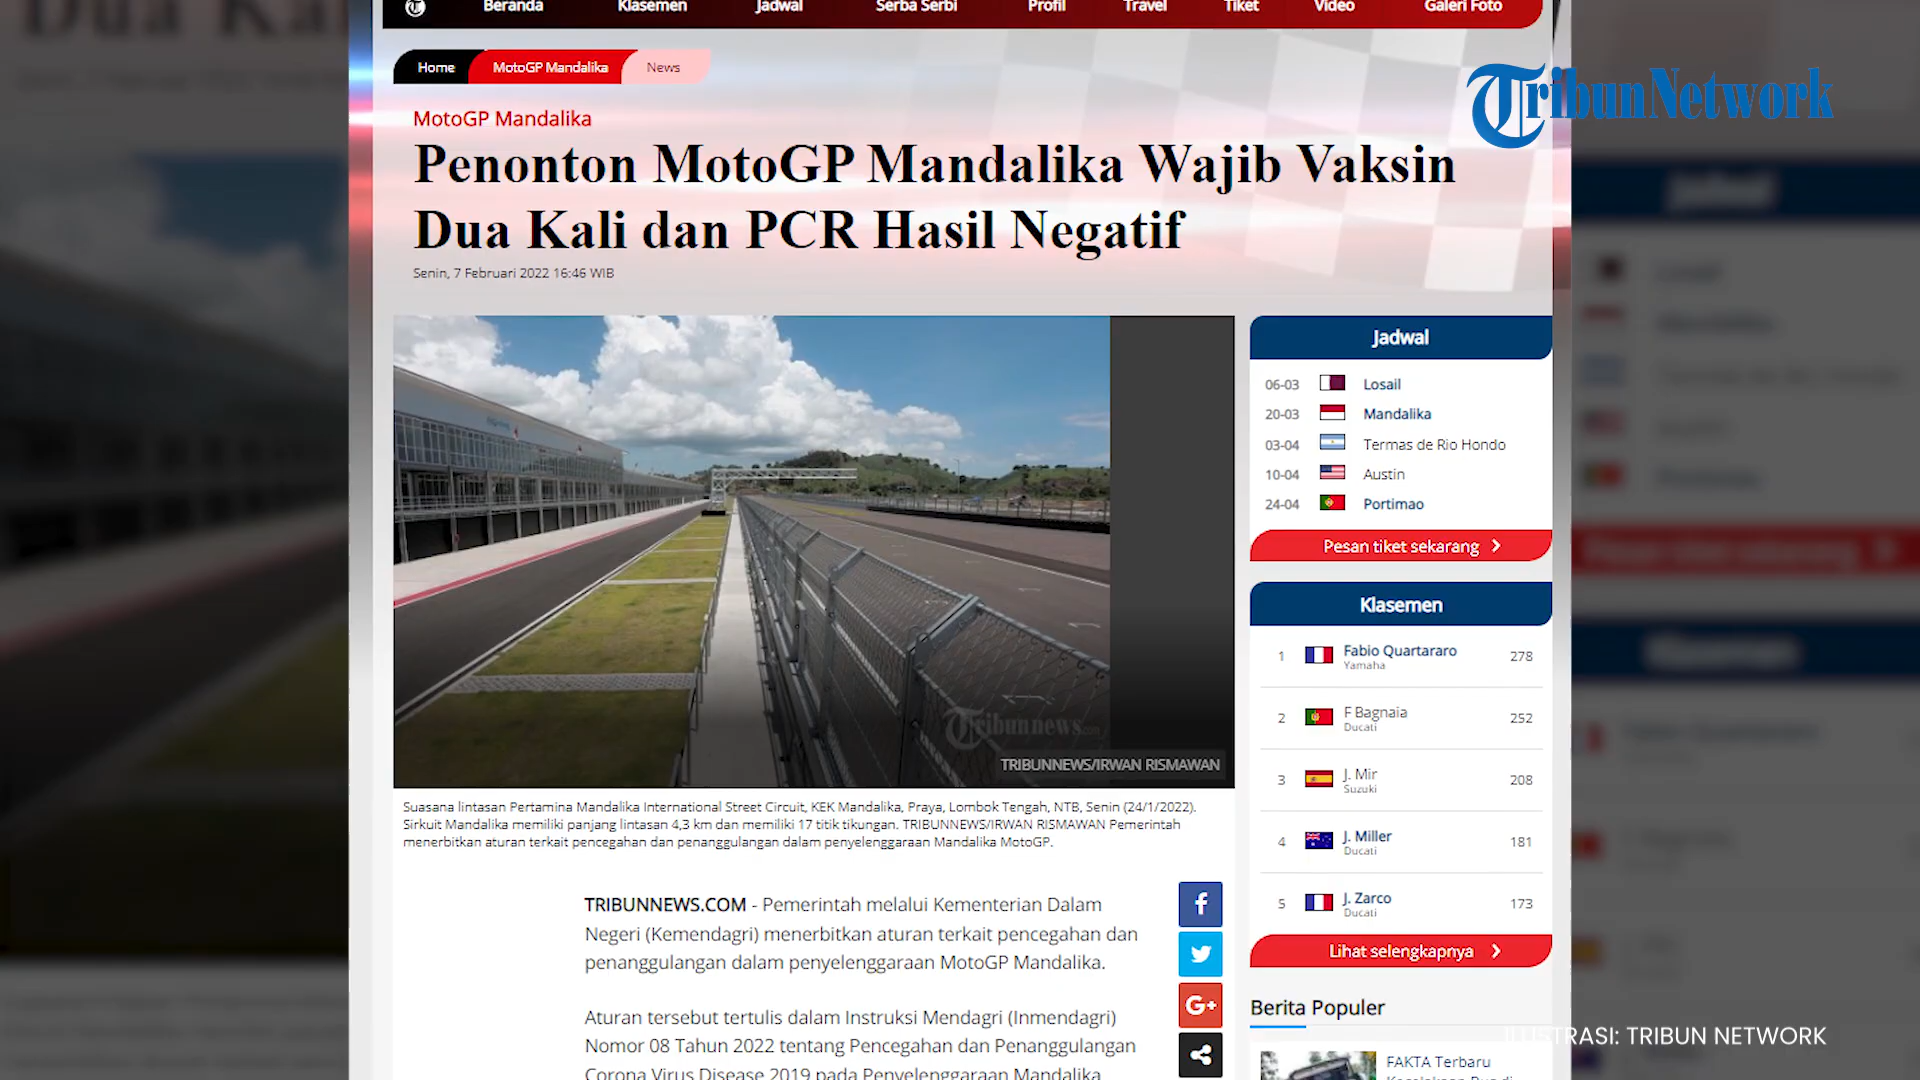 Beranda Klasemen Jadwal Serba Serbi Profil Travel Tiket Video Galeri Foto
Home MotoGP Mandalika News
TribunNetwork
MotoGP Mandalika
Penonton MotoGP Mandalika Wajib Vaksin
Dua Kali dan PCR Hasil Negatif
Senin, 7 Februari 2022 16:46 WIB
Tribunnews.com
TRIBUNNEWS/IRWAN RISMAWAN
Suasana lintasan Pertamina Mandalika International Street Circuit, KEK Mandalika, Praya, Lombok Tengah, NTB, Senin (24/1/2022).
Sirkuit Mandalika memiliki panjang lintasan 4,3 km dan memiliki 17 titik tikungan. TRIBUNNEWS/IRWAN RISMAWAN Pemerintah
menerbitkan aturan terkait pencegahan dan penanggulangan dalam penyelenggaraan Mandalika MotoGP.
TRIBUNNEWS.COM - Pemerintah melalui Kementerian Dalam
Negeri (Kemendagri) menerbitkan aturan terkait pencegahan dan
penanggulangan dalam penyelenggaraan MotoGP Mandalika.
Aturan tersebut tertulis dalam Instruksi Mendagri (Inmendagri)
Nomor 08 Tahun 2022 tentang Pencegahan dan Penanggulangan
Corona Virus Disease 2019 pada Penyelenggaraan Mandalika
Jadwal
06-03 Losail
20-03 Mandalika
03-04 Termas de Rio Hondo
10-04 Austin
24-04 Portimao
Pesan tiket sekarang
Klasemen
1 Fabio Quartararo 278
Yamaha
2 F Bagnaia 252
Ducati
3 J. Mir 208
Suzuki
4 J. Miller 181
Ducati
5 J. Zarco 173
Ducati
Lihat selengkapnya
Berita Populer
ILUSTRASI: TRIBUN NETWORK
FAKTA Terbaru